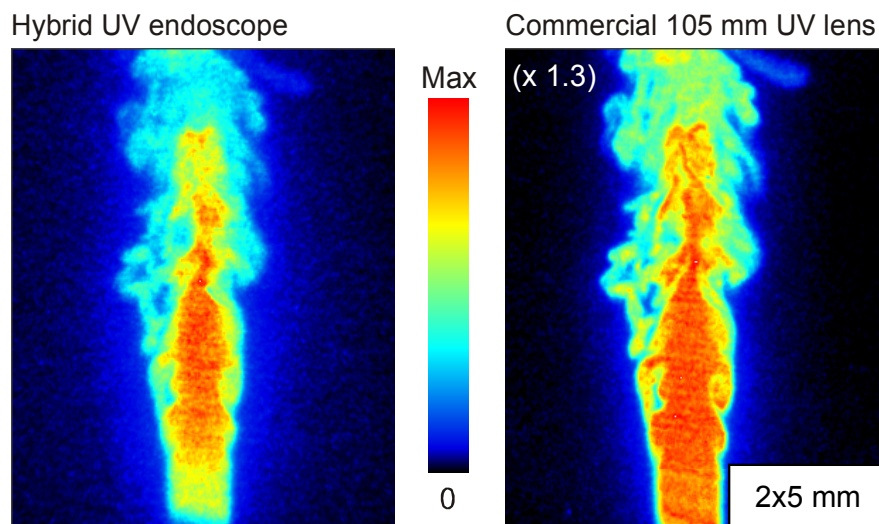 Hybrid UV endoscope
Commercial 105 mm UV lens
Max
(x 1.3)
0
2x5 mm